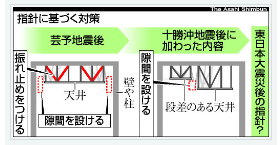 The Asahi Shimbun
指針に基づく対策
芸予地震後
十勝沖地震後に
加わった内容
東日本大震災後の指針?
振れ止めをつける
天井
壁や柱
隙間を設ける
隙間を設ける
段差のある天井